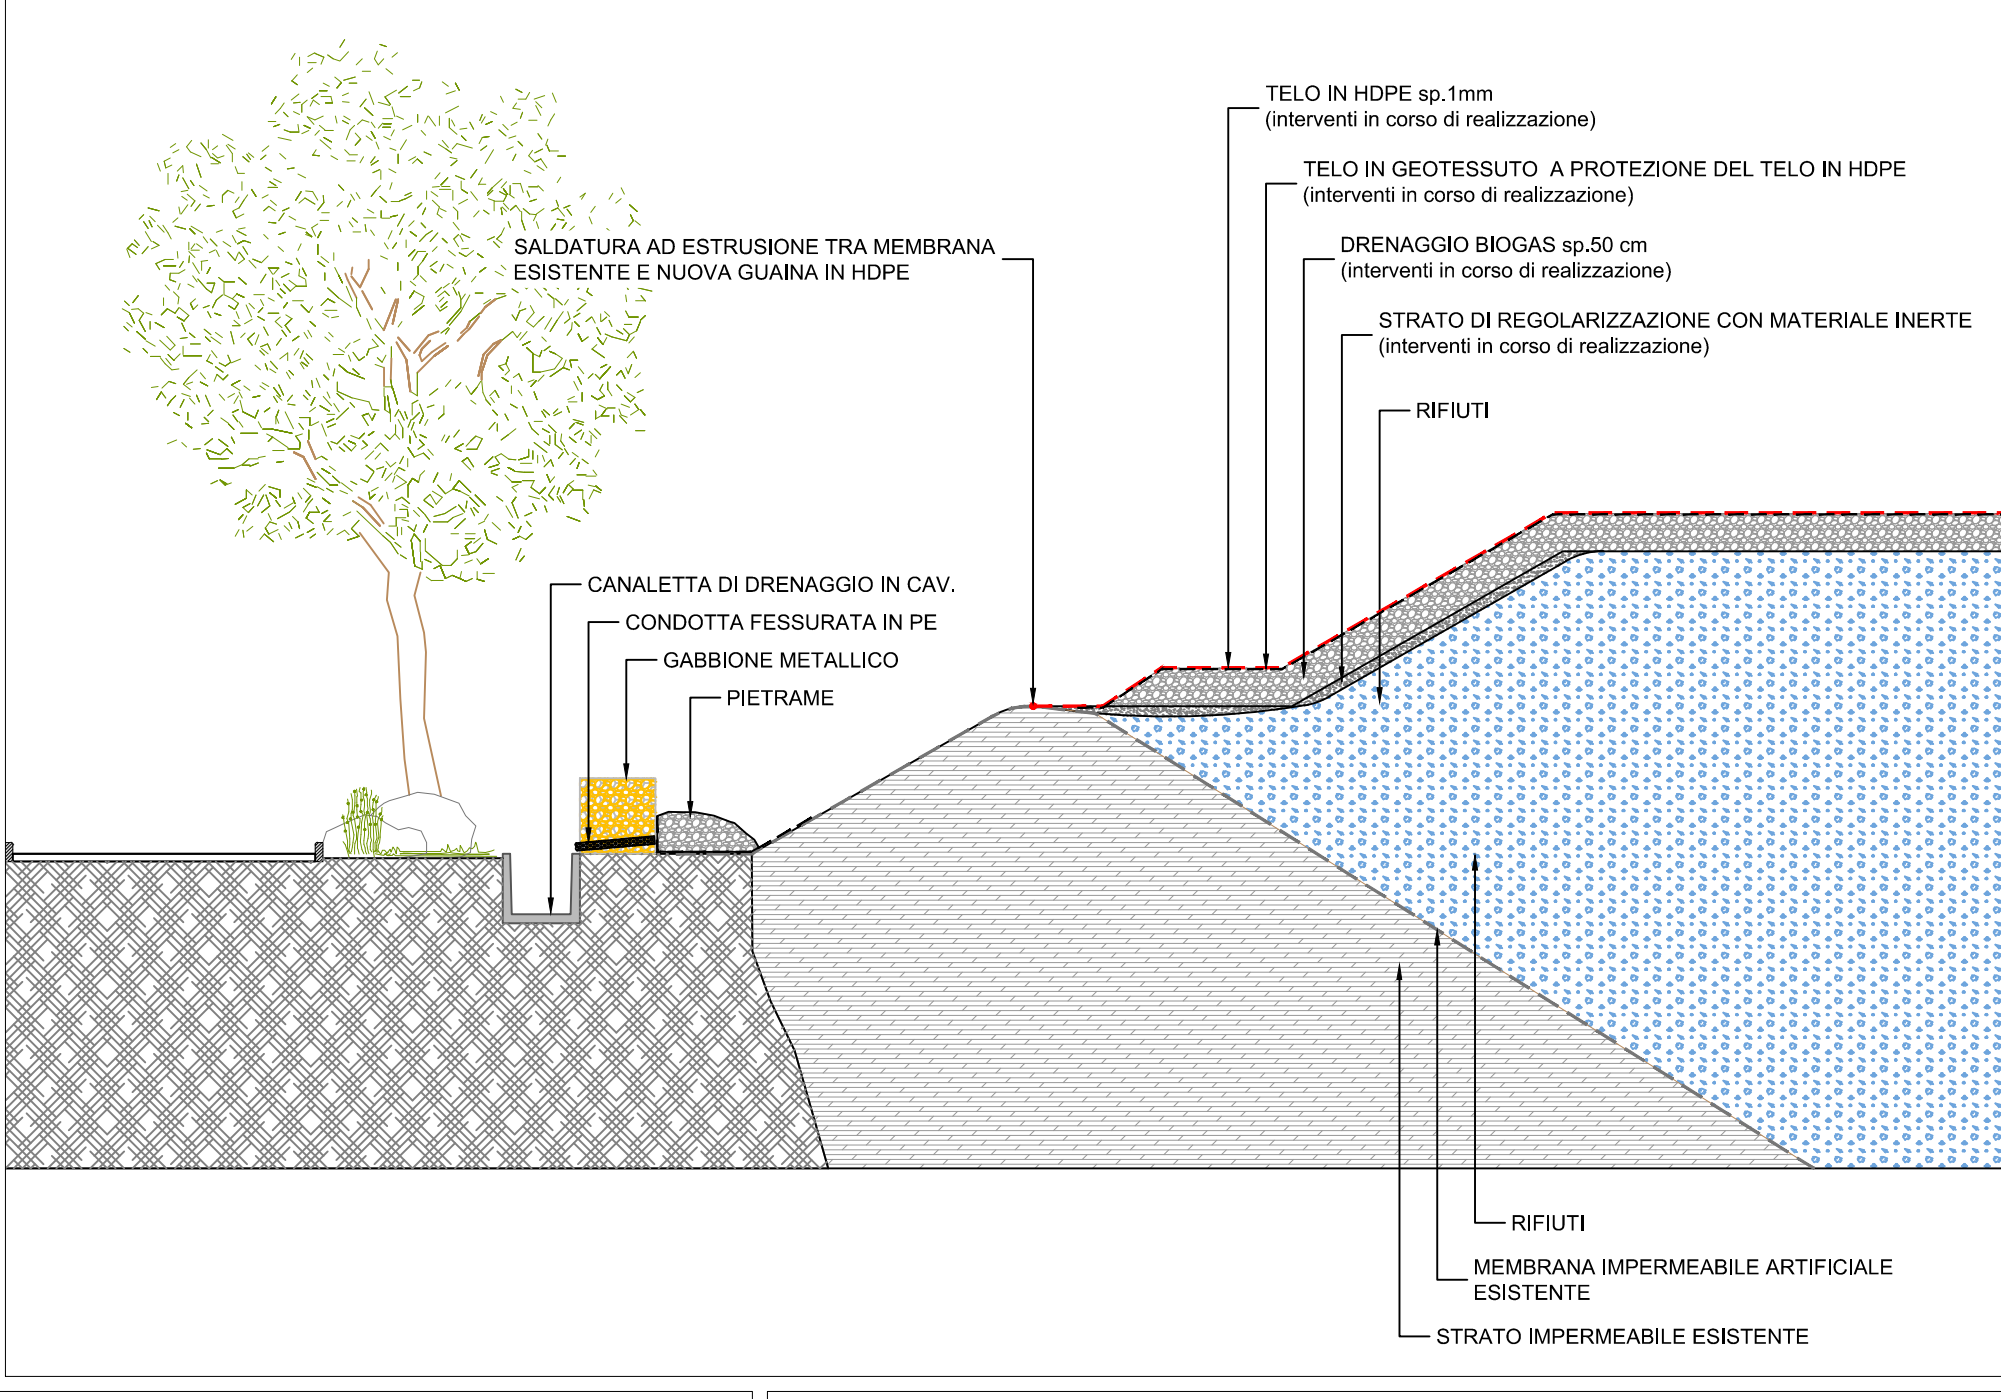 TELO IN HDPE sp.1mm
(interventi in corso di realizzazione)
TELO IN GEOTESSUTO  A PROTEZIONE DEL TELO IN HDPE
(interventi in corso di realizzazione)
SALDATURA AD ESTRUSIONE TRA MEMBRANA
ESISTENTE E NUOVA GUAINA IN HDPE
DRENAGGIO BIOGAS sp.50 cm
(interventi in corso di realizzazione)
STRATO DI REGOLARIZZAZIONE CON MATERIALE INERTE
(interventi in corso di realizzazione)
RIFIUTI
CANALETTA DI DRENAGGIO IN CAV.
CONDOTTA FESSURATA IN PE
GABBIONE METALLICO
PIETRAME
RIFIUTI
MEMBRANA IMPERMEABILE ARTIFICIALE
ESISTENTE
STRATO IMPERMEABILE ESISTENTE